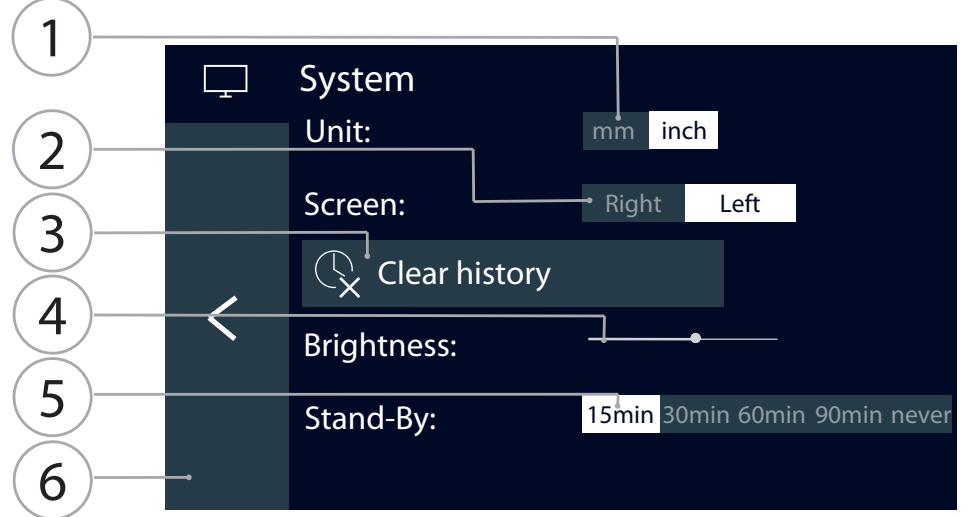 1
System
Unit: mm inch
2
Screen: Right Left
3
Clear history
4
Brightness:
5
Stand-By: 15min 30min 60min 90min never
6